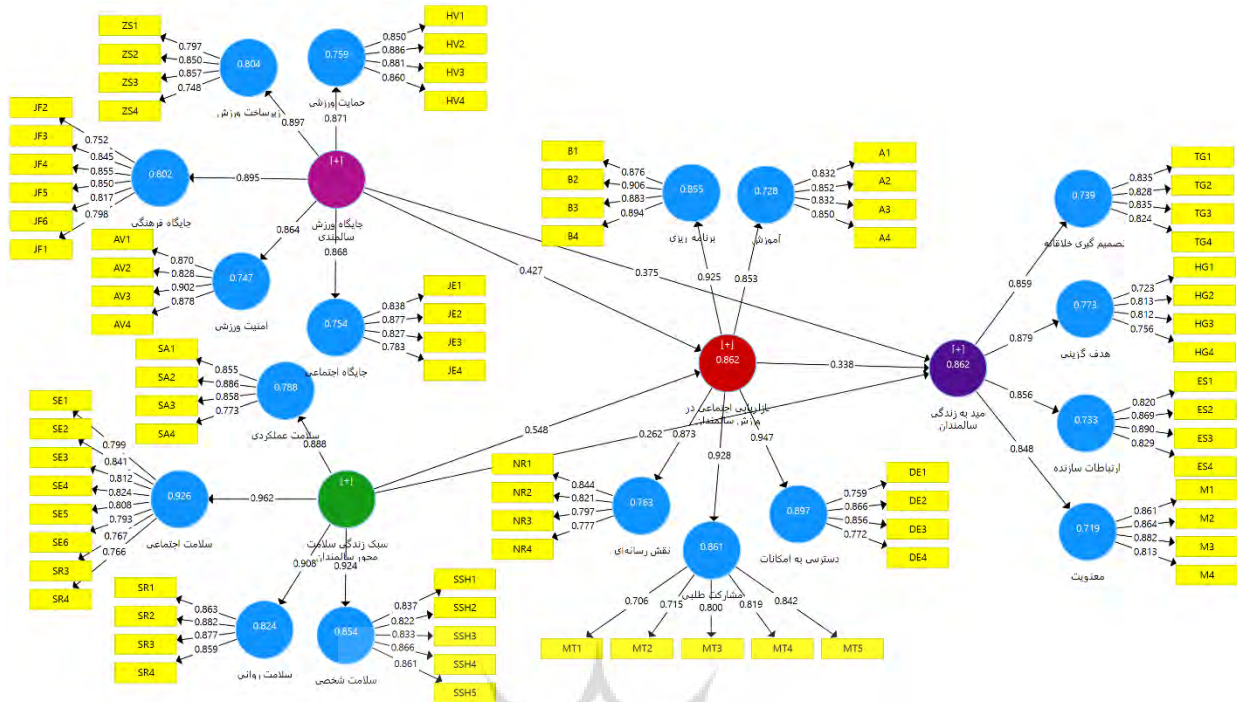 ZS1
ZS2
ZS3
ZS4
0.797
0.850
0.857
0.748
0.804
زیرساخت ورزش
0.897
HV1
HV2
HV3
HV4
0.850
0.886
0.881
0.860
0.759
حمایت ورزشی
0.871
JF2
JF3
JF4
JF5
JF6
JF1
0.752
0.845
0.855
0.850
0.817
0.798
0.802
جایگاه فرهنگی
0.895
[+]
جایگاه ورزش
سالمندی
AV1
AV2
AV3
AV4
0.870
0.828
0.902
0.878
0.747
امنیت ورزشی
0.864
0.868
JE1
JE2
JE3
JE4
0.838
0.877
0.827
0.783
0.754
جایگاه اجتماعی
0.427
0.375
B1
B2
B3
B4
0.876
0.906
0.883
0.894
0.855
برنامه ریزی
0.925
A1
A2
A3
A4
0.832
0.852
0.832
0.850
0.728
آموزش
0.853
TG1
TG2
TG3
TG4
0.835
0.828
0.835
0.824
0.739
تصمیم گیری خلاقانه
0.859
HG1
HG2
HG3
HG4
0.723
0.813
0.812
0.756
0.773
هدف گزینی
0.879
[+]
0.862
بازاریابی اجتماعی در
ورزش سالمندان
0.338
[+]
0.862
مید به زندگی
سالمندان
ES1
ES2
ES3
ES4
0.820
0.869
0.890
0.829
0.733
ارتباطات سازنده
0.856
0.848
M1
M2
M3
M4
0.861
0.864
0.882
0.813
0.719
معنویت
SA1
SA2
SA3
SA4
0.855
0.886
0.858
0.773
0.788
سلامت عملکردی
0.888
0.548
0.262
SE1
SE2
SE3
SE4
SE5
SE6
SR3
SR4
0.799
0.841
0.812
0.824
0.808
0.793
0.767
0.766
0.926
سلامت اجتماعی
0.962
[+]
سبک زندگی سلامت
محور سالمندان
0.908
0.924
SR1
SR2
SR3
SR4
0.863
0.882
0.877
0.859
0.824
سلامت روانی
SSH1
SSH2
SSH3
SSH4
SSH5
0.837
0.822
0.833
0.866
0.861
0.854
سلامت شخصی
0.873
0.928
0.947
NR1
NR2
NR3
NR4
0.844
0.821
0.797
0.777
0.763
نقش رسانه‌ای
0.861
مشارکت طلبی
0.706
0.715
0.800
0.819
0.842
MT1
MT2
MT3
MT4
MT5
DE1
DE2
DE3
DE4
0.759
0.866
0.856
0.772
0.897
دسترسی به امکانات